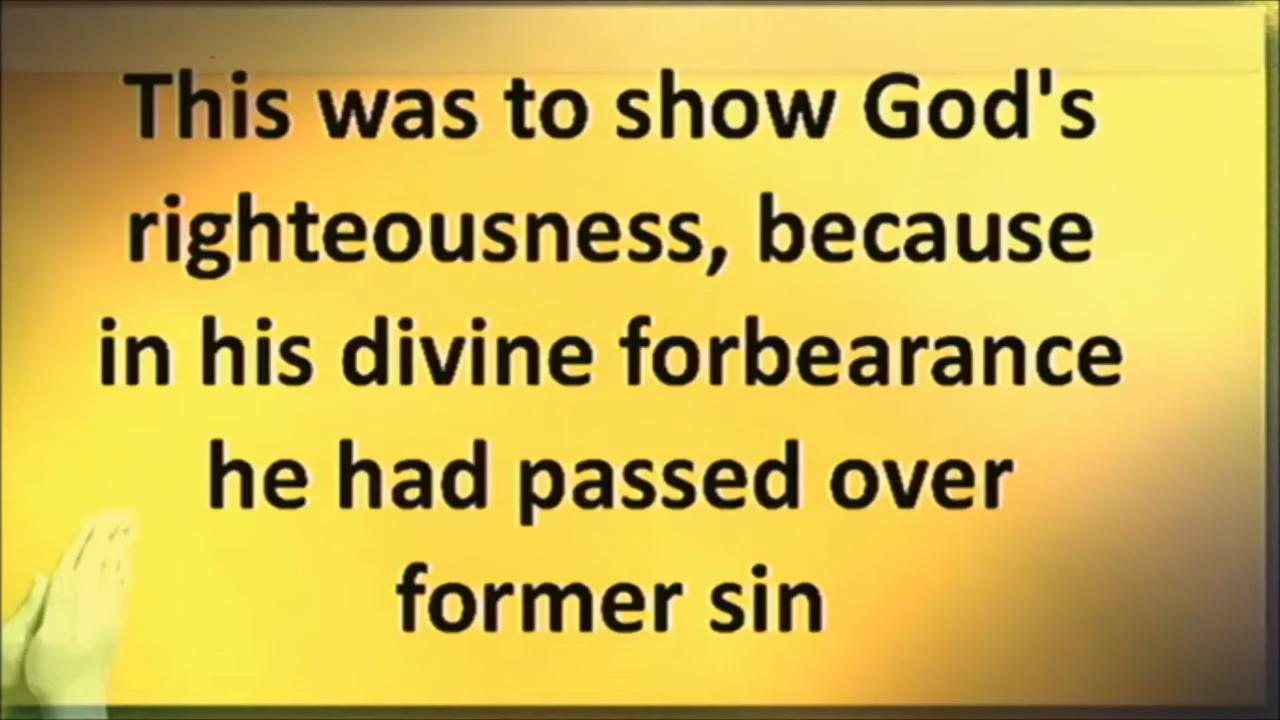 This was to show God's
righteousness, because
in his divine forbearance
he had passed over
former sin